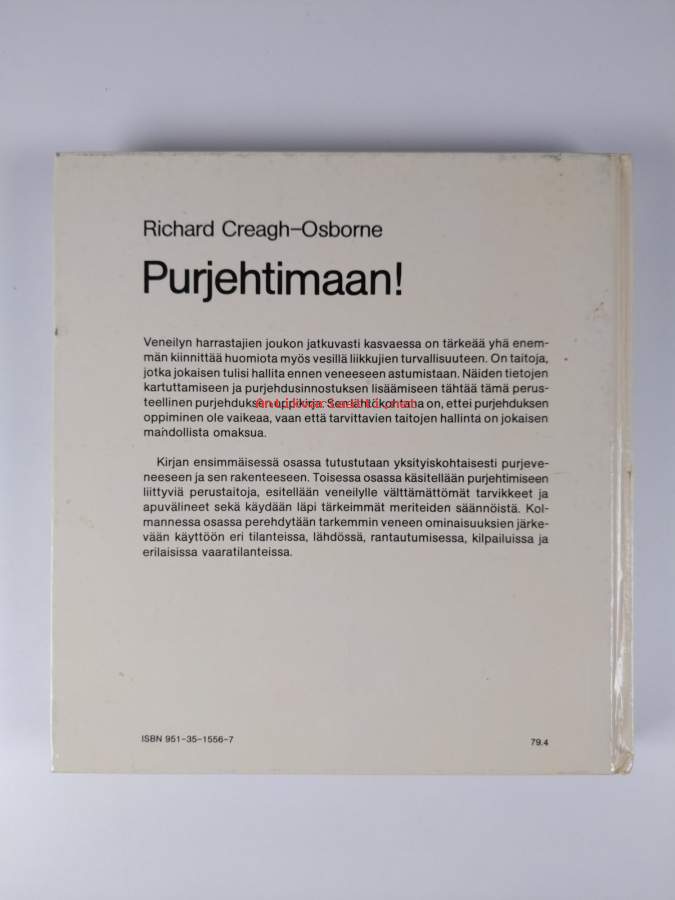 Richard Creagh–Osborne
Purjehtimaan!
Veneilyn harrastajien joukon jatkuvasti kasvaessa on tärkeää yhä enem-
män kiinnittää huomiota myös vesillä liikkujien turvallisuuteen. On taitoja,
jotka jokaisen tulisi hallita ennen veneeseen astumistaan. Näiden tietojen
kartuttamiseen ja purjehdusinnostuksen lisäämiseen tähtää tämä perus-
teellinen purjehduksen oppikirja. Sen lähtökohtana on, ettei purjehduksen
oppiminen ole vaikeaa, vaan että tarvittavien taitojen hallinta on jokaisen
mahdollista omaksua.
Kirjan ensimmäisessä osassa tutustutaan yksityiskohtaisesti purjeve-
neeseen ja sen rakenteeseen. Toisessa osassa käsitellään purjehtimiseen
liittyviä perustaitoja, esitellään veneilylle välttämättömät tarvikkeet ja
apuvälineet sekä käydään läpi tärkeimmät meriteiden säännöistä. Kol-
mannessa osassa perehdytään tarkemmin veneen ominaisuuksien järke-
vään käyttöön eri tilanteissa, lähdössä, rantautumisessa, kilpailuissa ja
erilaisissa vaaratilanteissa.
ISBN 951–35–1556–7
79.4